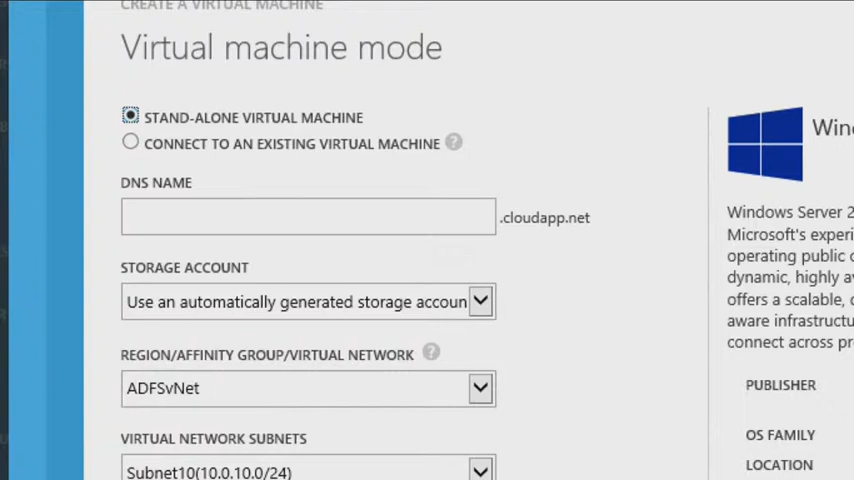 CREATE A VIRTUAL MACHINE
Virtual machine mode
STAND-ALONE VIRTUAL MACHINE
CONNECT TO AN EXISTING VIRTUAL MACHINE ?
DNS NAME
.cloudapp.net
STORAGE ACCOUNT
Use an automatically generated storage accoun
REGION/AFFINITY GROUP/VIRTUAL NETWORK ?
ADFSvNet
VIRTUAL NETWORK SUBNETS
Subnet10(10.0.10.0/24)
Win
Windows Server 2
Microsoft's experi
operating public c
dynamic, highly av
offers a scalable, c
aware infrastructu
connect across pr
PUBLISHER
OS FAMILY
LOCATION